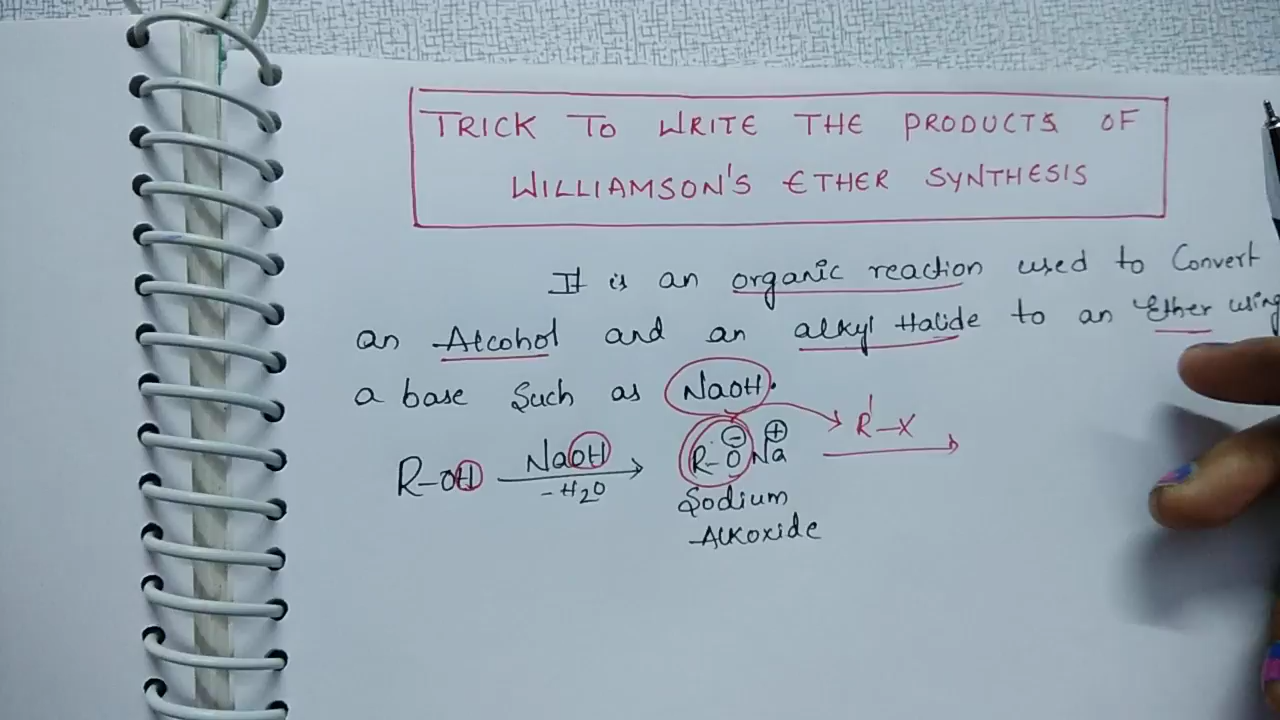 TRICK TO WRITE THE PRODUCTS OF
WILLIAMSON'S ETHER SYNTHESIS
It is an organic reaction used to Convert
an Alcohol and an alkyl Halide to an Ether using
a base Such as NaOH.
R-OH NaOH -H2O R-O⊖ Na⊕ R'-X
Sodium
Alkoxide